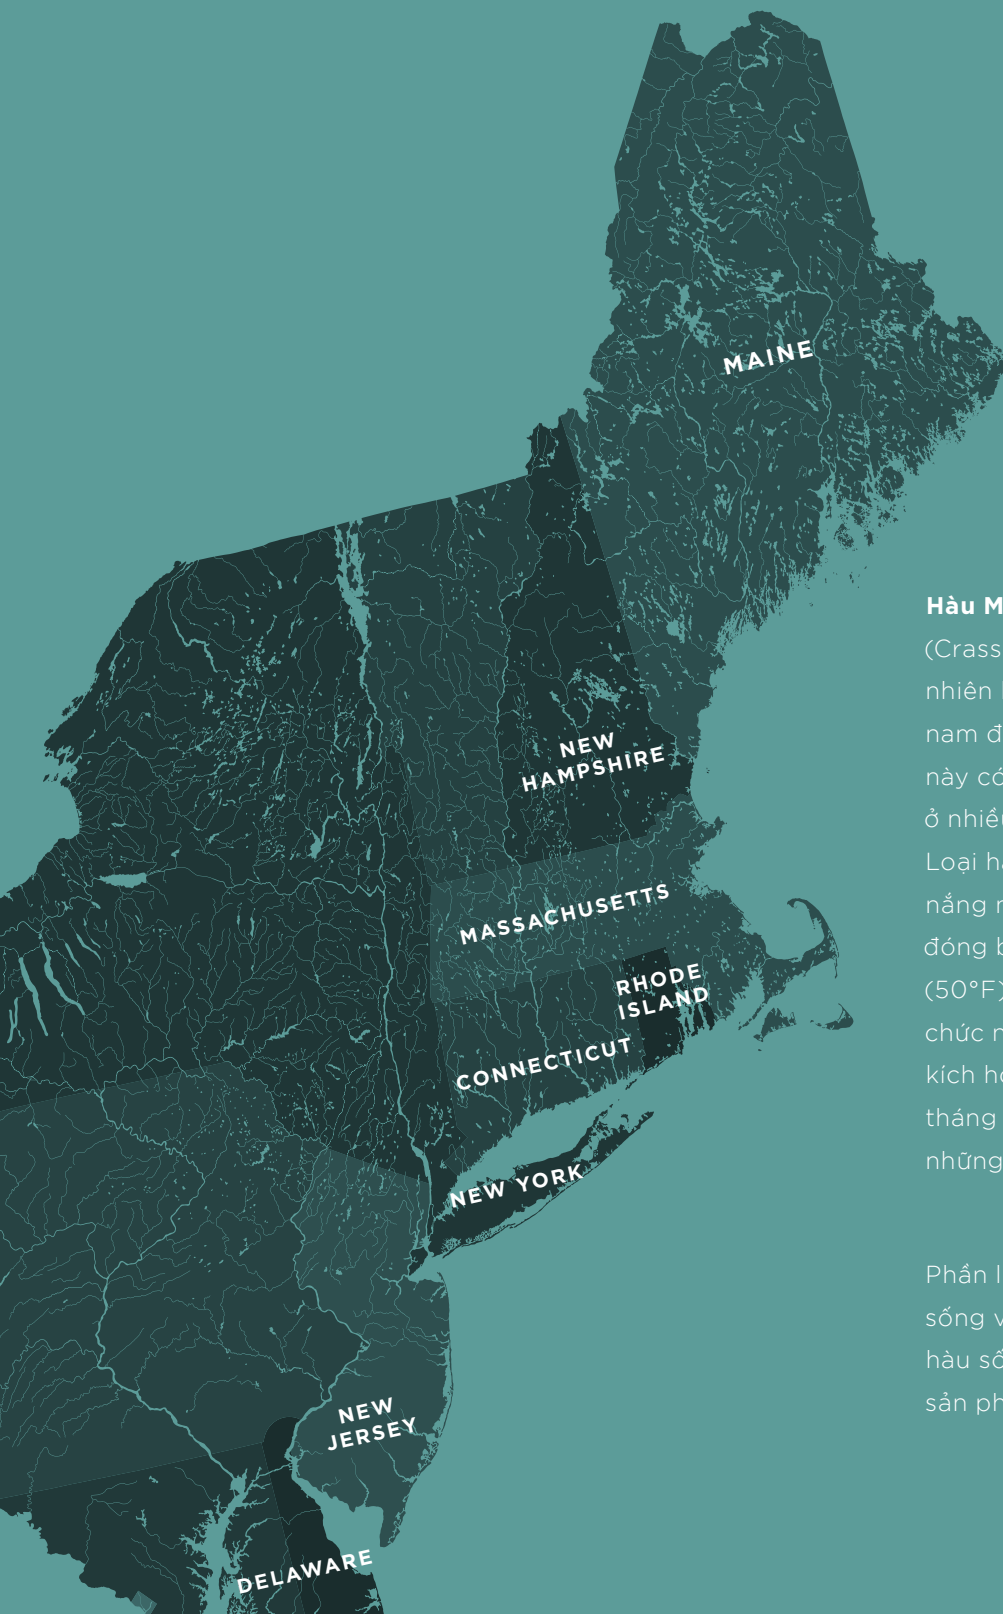 MAINE
NEW
HAMPSHIRE
MASSACHUSETTS
RHODE
ISLAND
CONNECTICUT
NEW YORK
NEW
JERSEY
DELAWARE
Hàu M
(Crass
nhiên
nam đ
này có
ở nhiều
Loại h
nắng
đóng b
(50°F)
chức
kích h
tháng
những
Phần l
sống v
hàu số
sản ph